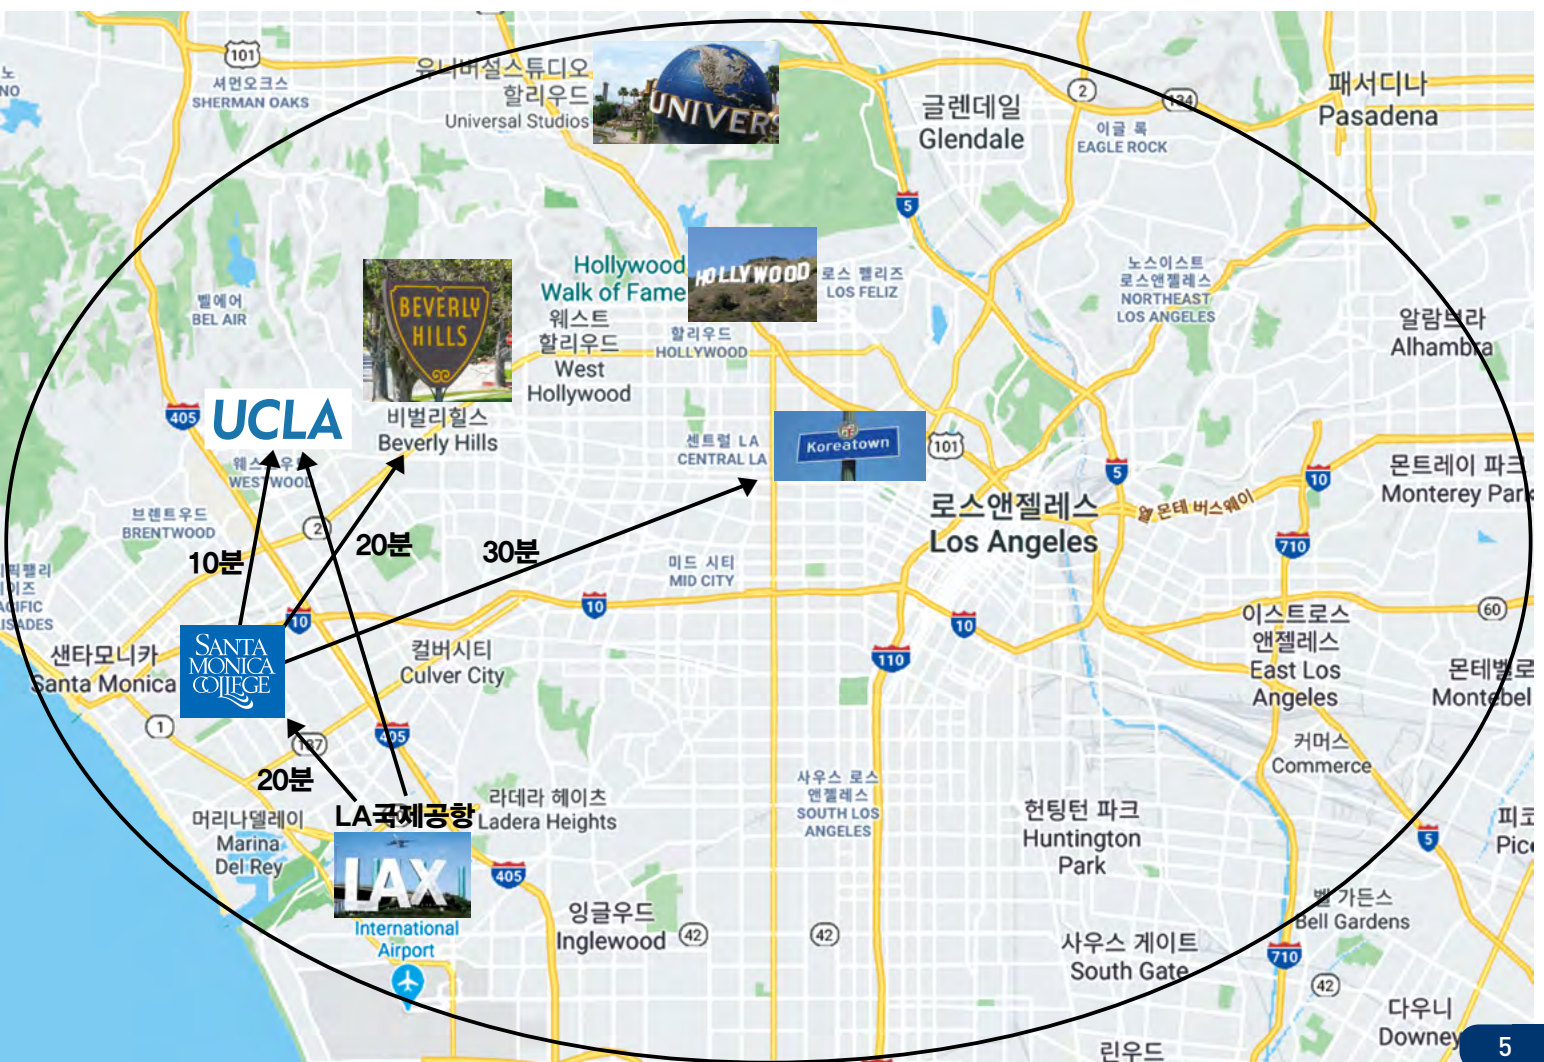 101
셔먼오크스
SHERMAN OAKS
유니버설스튜디오
할리우드
Universal Studios
UNIVERS
글렌데일
Glendale
2
134
이글 록
EAGLE ROCK
패서디나
Pasadena
5
노스이스트
로스앤젤레스
NORTHEAST
LOS ANGELES
벨에어
BEL AIR
BEVERLY
HILLS
Hollywood
Walk of Fame
HOLLYWOOD
로스 펠리즈
LOS FELIZ
웨스트
할리우드
West
Hollywood
할리우드
HOLLYWOOD
알람브라
Alhambra
405
UCLA
비벌리힐스
Beverly Hills
센트럴 LA
CENTRAL LA
Koreatown
101
5
10
몬트레이 파크
Monterey Park
WESTWOOD
브렌트우드
BRENTWOOD
2
로스앤젤레스
Los Angeles
엘 몬테 버스웨이
710
10분
20분
30분
미드 시티
MID CITY
10
10
10
60
이스트로스
앤젤레스
East Los
Angeles
샌타모니카
Santa Monica
SANTA
MONICA
COLLEGE
컬버시티
Culver City
110
몬테벨로
Montebel
1
187
405
20분
커머스
Commerce
LA국제공항
라데라 헤이츠
Ladera Heights
머리나델레이
Marina
Del Rey
LAX
International
Airport
405
사우스 로스
앤젤레스
SOUTH LOS
ANGELES
헌팅턴 파크
Huntington
Park
5
잉글우드
Inglewood
42
42
벨 가든스
Bell Gardens
사우스 게이트
South Gate
710
42
다우니
Downey
린우드
5